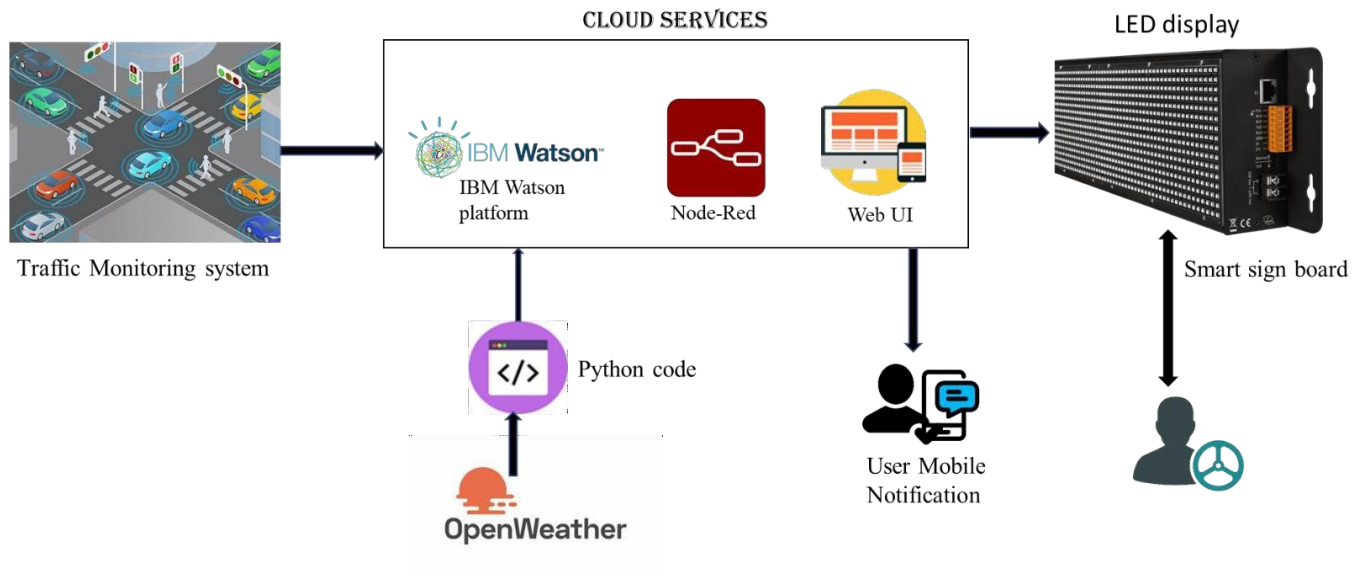 CLOUD SERVICES
LED display
IBM Watson™
IBM Watson
platform
Node-Red
Web UI
Traffic Monitoring system
Smart sign board
</>
Python code
User Mobile
Notification
OpenWeather